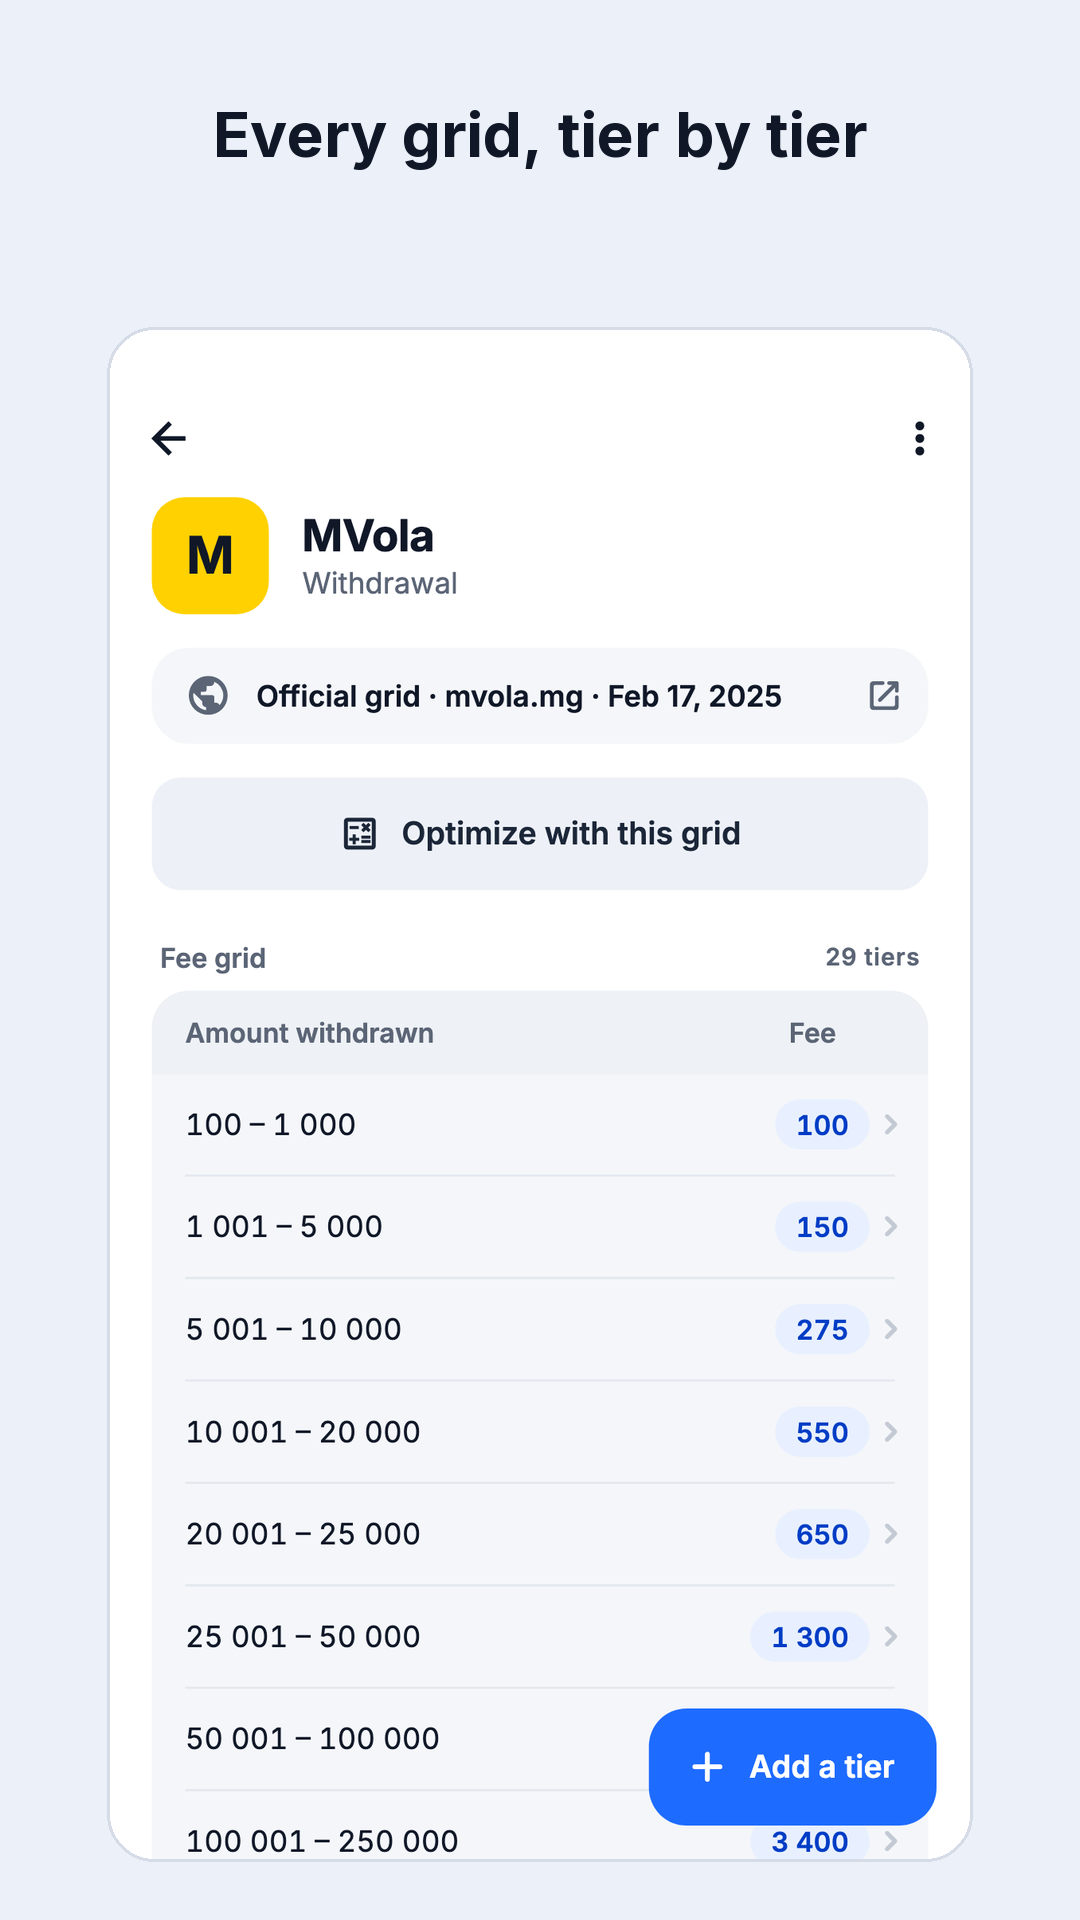 Every grid, tier by tier
M
MVola
Withdrawal
Official grid · mvola.mg · Feb 17, 2025
Optimize with this grid
Fee grid 29 tiers
Amount withdrawn Fee
100 – 1 000 100
1 001 – 5 000 150
5 001 – 10 000 275
10 001 – 20 000 550
20 001 – 25 000 650
25 001 – 50 000 1 300
50 001 – 100 000
Add a tier
100 001 – 250 000 3 400